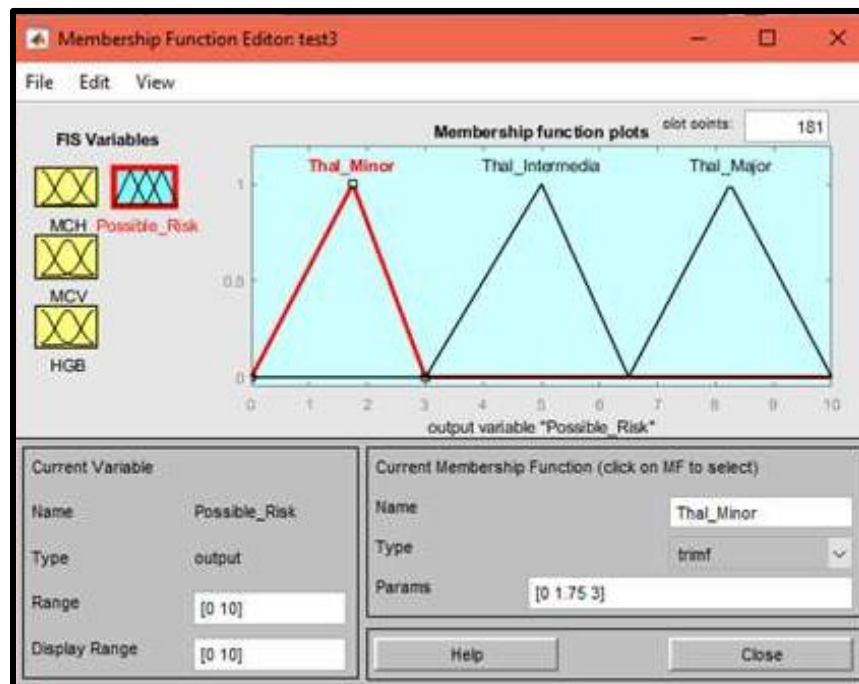 Membership Function Editor: test3
File Edit View
FIS Variables
MCH
Possible_Risk
MCV
HGB
Membership function plots
plot points:
181
Thal_Minor
Thal_Intermedia
Thal_Major
1
0.5
0
0 1 2 3 4 5 6 7 8 9 10
output variable "Possible_Risk"
Current Variable
Name Possible_Risk
Type output
Range [0 10]
Display Range [0 10]
Current Membership Function (click on MF to select)
Name Thal_Minor
Type trimf
Params [0 1.75 3]
Help Close